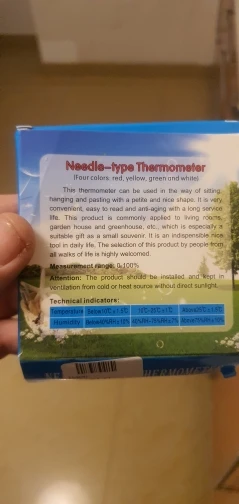 Needle-type Thermometer
(Four colors: red, yellow, green and white)
This thermometer can be used in the way of sitting,
hanging and pasting with a petite and nice shape. It is very
convenient, easy to read and anti-aging with a long service
life. This product is commonly applied to living rooms,
garden house and greenhouse, etc., which is especially a
suitable gift as a small souvenir. It is an indispensible nice
tool in daily life. The selection of this product by people from
all walks of life is highly welcomed.
Measurement range: 0-100%
Attention: The product should be installed and kept in
ventilation from cold or heat source without direct sunlight.
Technical indicators:
Temperature
Humidity
THERMOMET